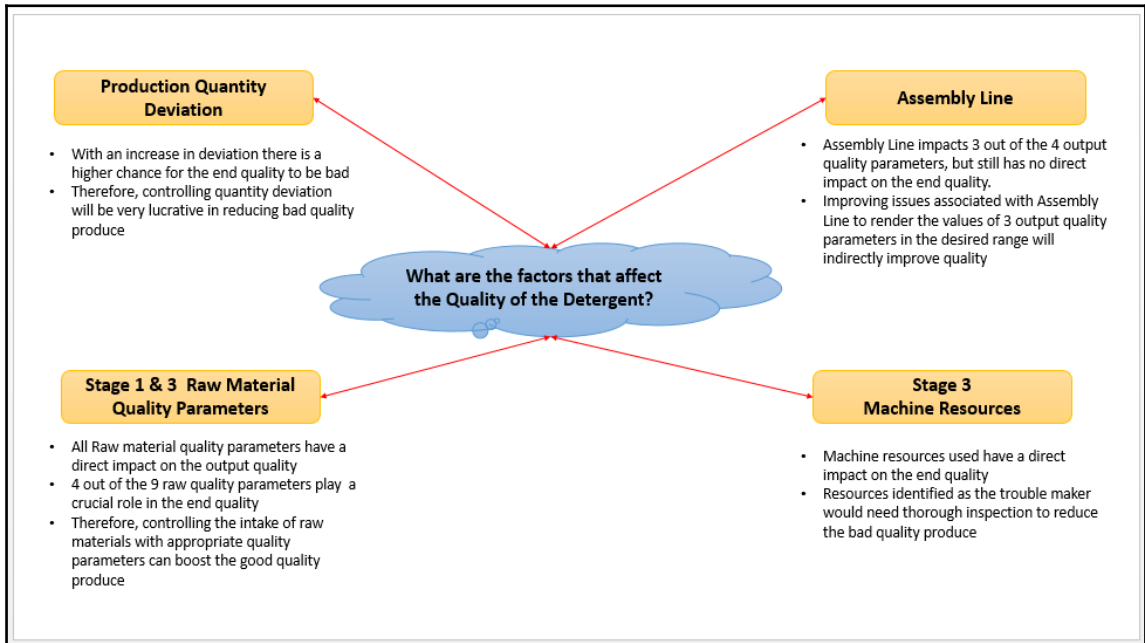 Production Quantity
Deviation
• With an increase in deviation there is a
higher chance for the end quality to be bad
• Therefore, controlling quantity deviation
will be very lucrative in reducing bad quality
produce
Assembly Line
• Assembly Line impacts 3 out of the 4 output
quality parameters, but still has no direct
impact on the end quality.
• Improving issues associated with Assembly
Line to render the values of 3 output quality
parameters in the desired range will
indirectly improve quality
What are the factors that affect
the Quality of the Detergent?
Stage 1 & 3 Raw Material
Quality Parameters
• All Raw material quality parameters have a
direct impact on the output quality
• 4 out of the 9 raw quality parameters play a
crucial role in the end quality
• Therefore, controlling the intake of raw
materials with appropriate quality
parameters can boost the good quality
produce
Stage 3
Machine Resources
• Machine resources used have a direct
impact on the end quality
• Resources identified as the trouble maker
would need thorough inspection to reduce
the bad quality produce